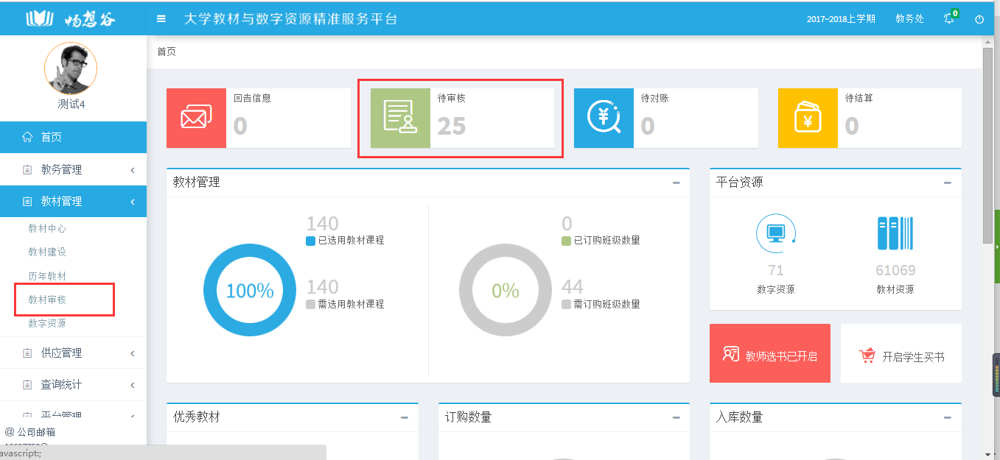 畅想谷 大学教材与数字资源精准服务平台 2017~2018上学期 教务处 0
测试4
首页
教务管理
教材管理
教材中心
教材建设
历年教材
教材审核
数字资源
供应管理
查询统计
平台管理
@ 公司邮箱
avascript:;
首页
回告信息
0
待审核
25
待对账
0
待结算
0
教材管理
140
已选用教材课程
100%
140
需选用教材课程
0
已订购班级数量
0%
44
需订购班级数量
平台资源
71
数字资源
61069
教材资源
教师选书已开启
开启学生买书
优秀教材
订购数量
入库数量